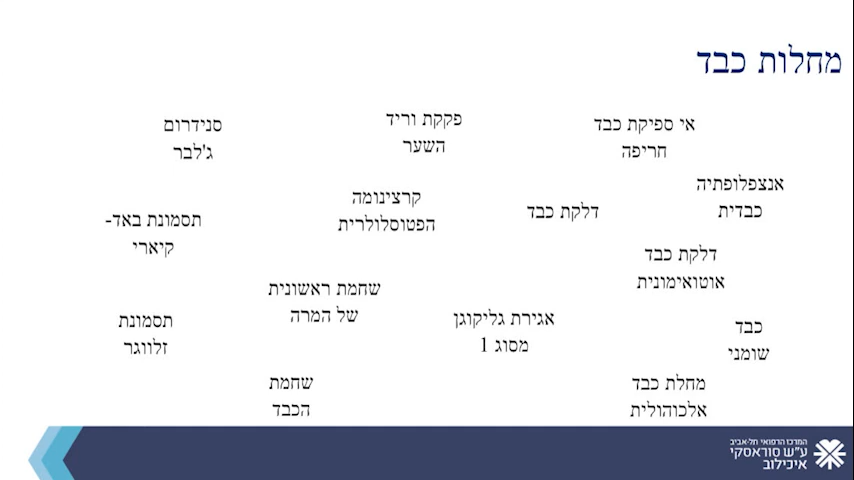 מחלות כבד
אי ספיקת כבד
חריפה
פקקת וריד
השער
סנידרום
ג'לבר
אנצפלופתיה
כבדית
דלקת כבד
קרצינומה
הפטוסלולרית
תסמונת באד-
קיארי
דלקת כבד
אוטואימונית
שחמת ראשונית
של המרה
אגירת גליקוגן
מסוג 1
כבד
שומני
תסמונת
זלווגר
מחלת כבד
אלכוהולית
שחמת
הכבד
המרכז הרפואי תל-אביב
ע"ש סוראסקי
איכילוב